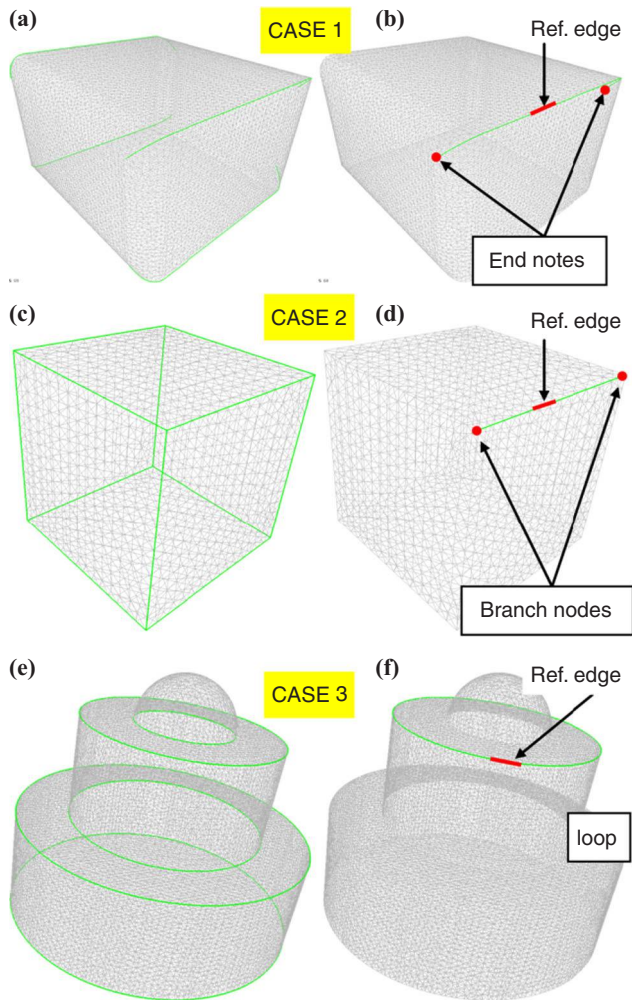 (a)
CASE 1
(b)
Ref. edge
End notes
(c)
CASE 2
(d)
Ref. edge
Branch nodes
(e)
CASE 3
(f)
Ref. edge
loop